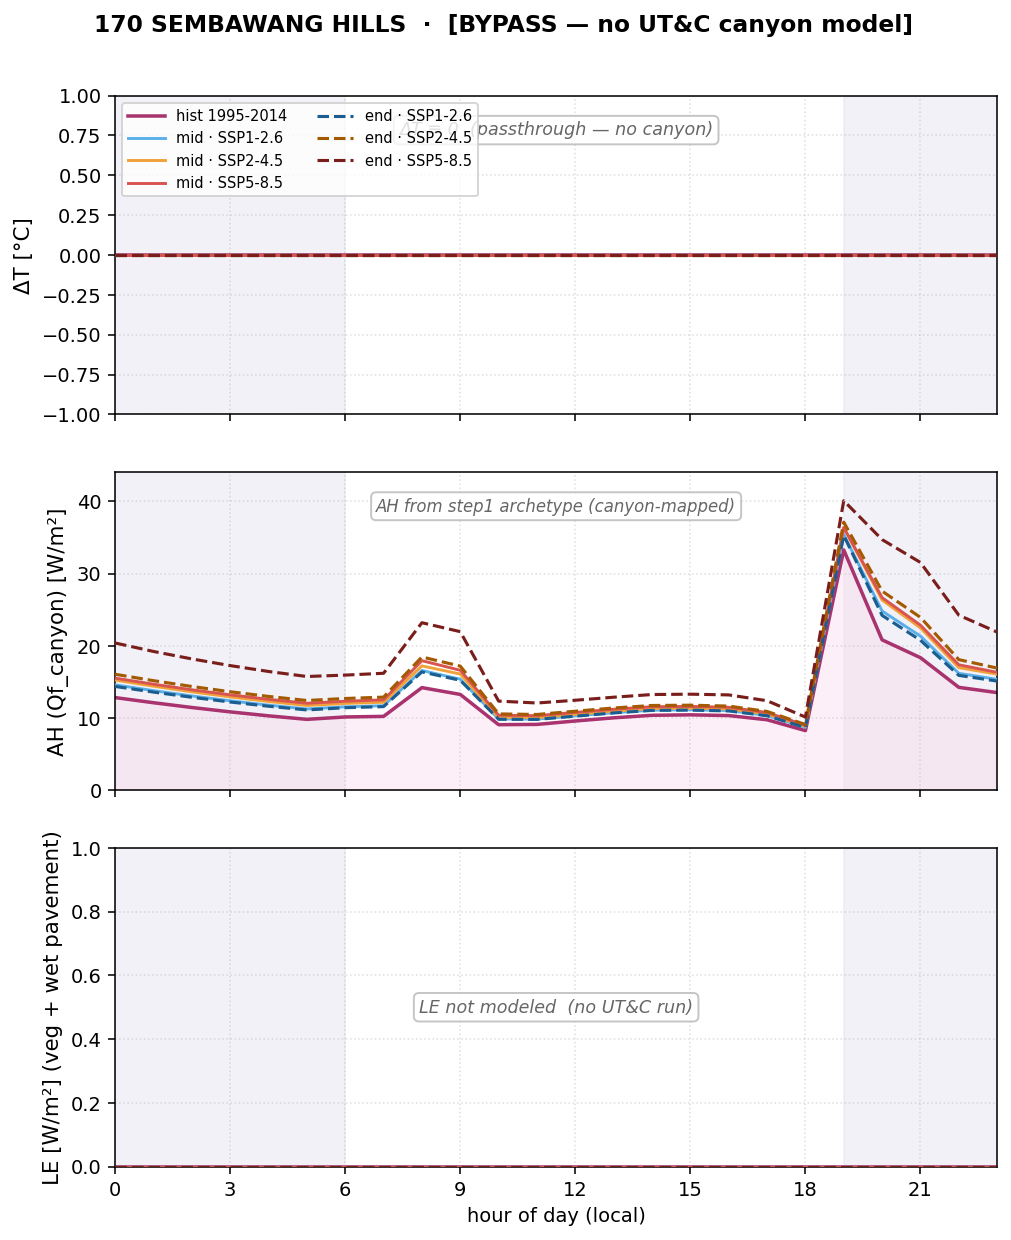 170 SEMBAWANG HILLS · [BYPASS — no UT&C canyon model]
1.00
0.75
0.50
0.25
0.00
−0.25
−0.50
−0.75
−1.00
ΔT [°C]
hist 1995-2014
mid · SSP1-2.6
mid · SSP2-4.5
mid · SSP5-8.5
end · SSP1-2.6
end · SSP2-4.5
end · SSP5-8.5
(passthrough — no canyon)
40
30
20
10
0
AH (Qf_canyon) [W/m²]
AH from step1 archetype (canyon-mapped)
1.0
0.8
0.6
0.4
0.2
0.0
LE [W/m²] (veg + wet pavement)
LE not modeled (no UT&C run)
0 3 6 9 12 15 18 21
hour of day (local)